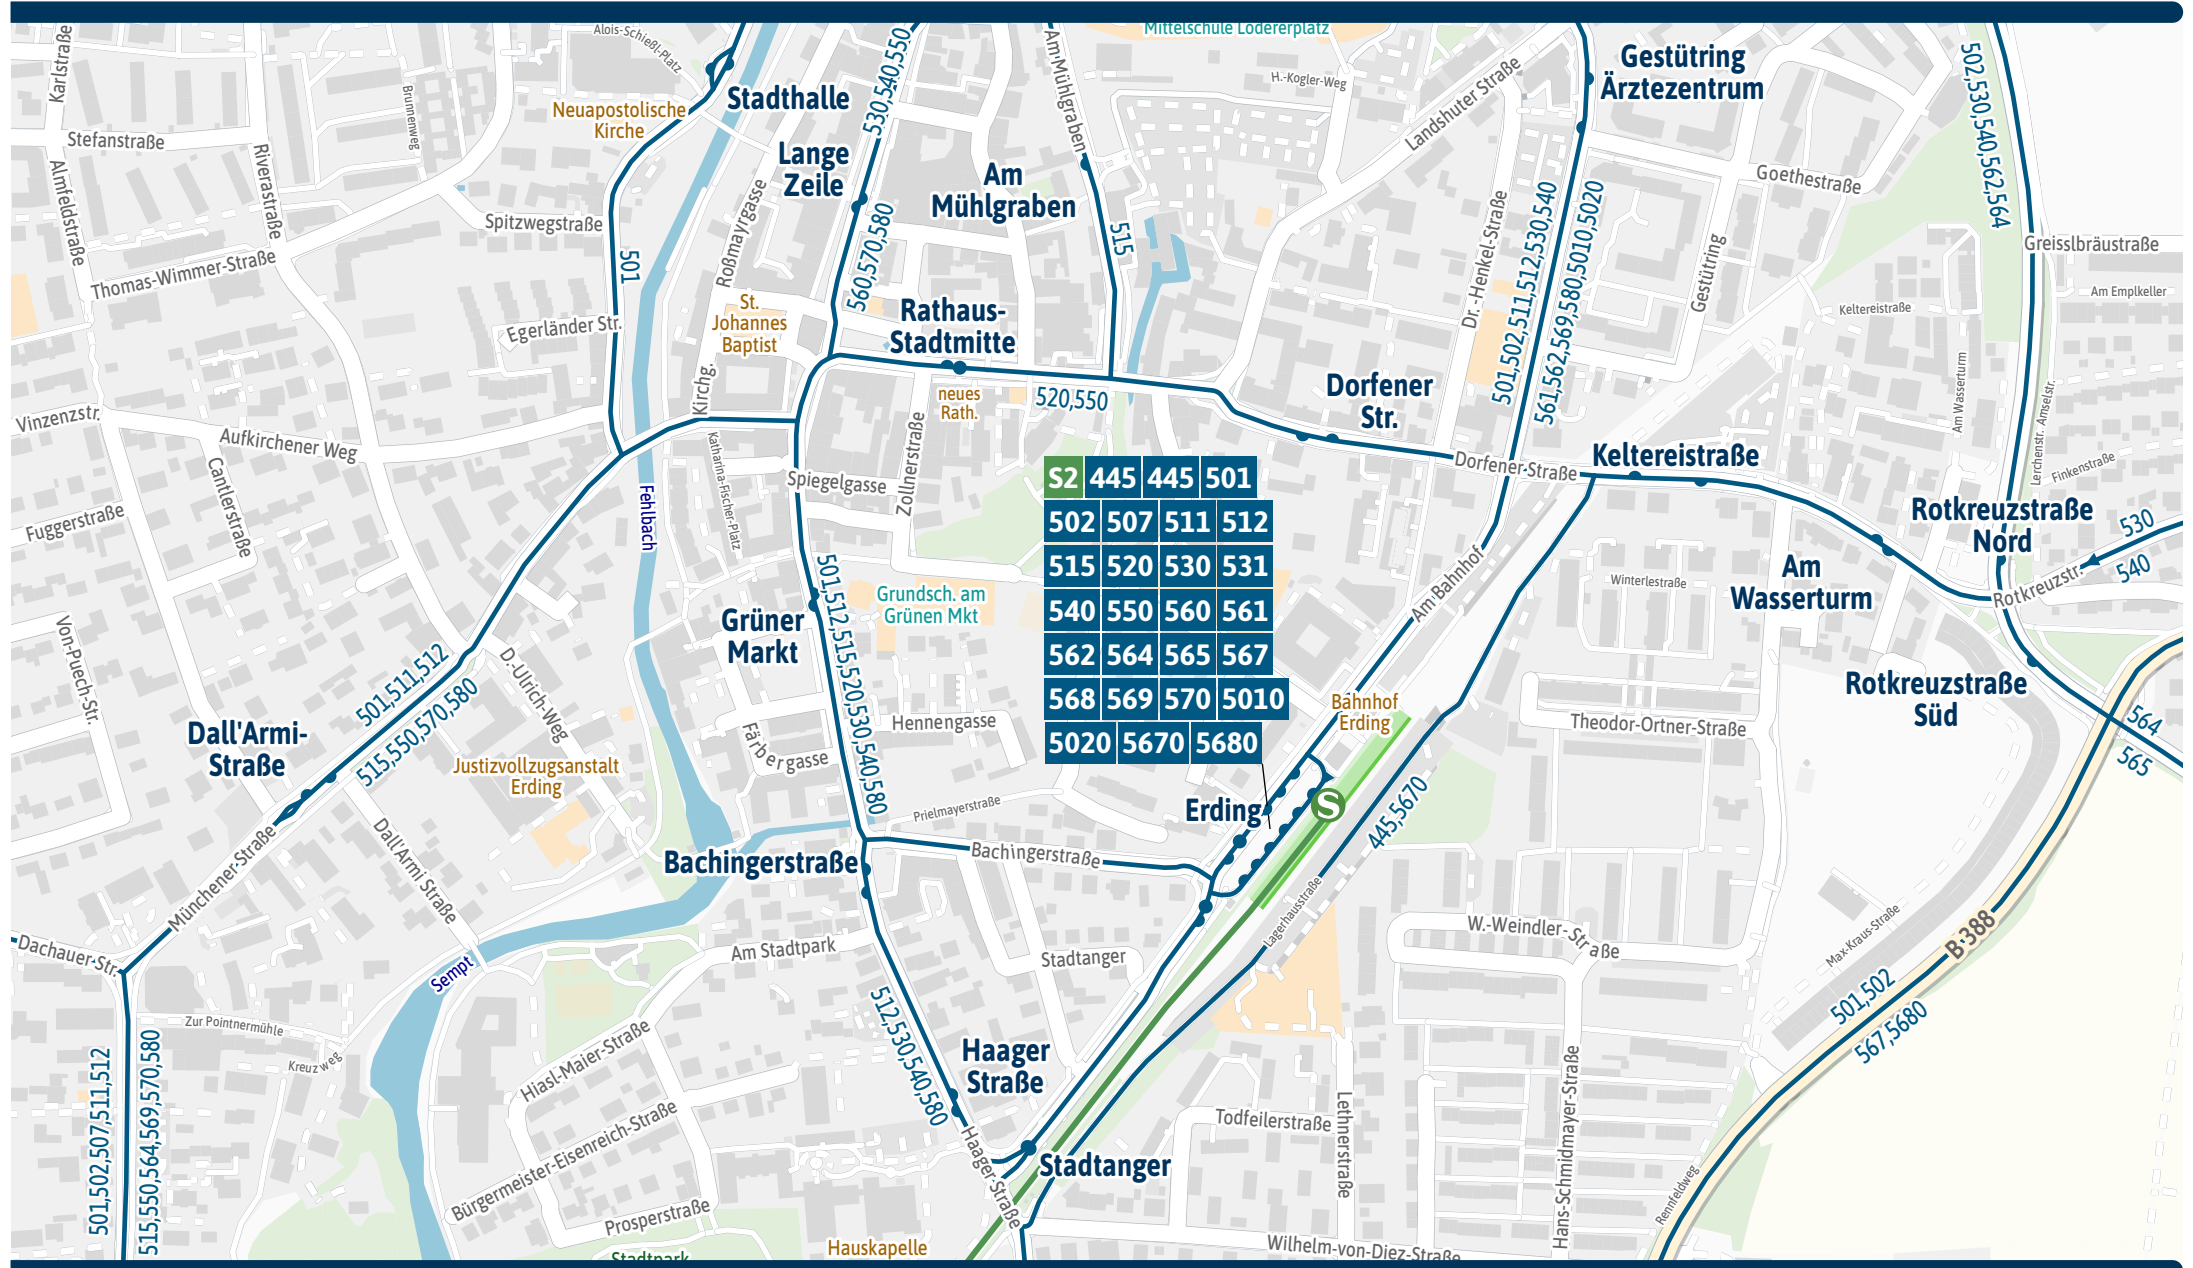 Mittelschule Lodererplatz
Alois-Schießl-Platz
Karlstraße
Brunnenweg
Neuapostolische
Kirche
Stadthalle
530,540,550
Am-Mühlgraben
H.-Kogler-Weg
Landshuter Straße
Gestütring
Ärztezentrum
502,530,540,562,564
Stefanstraße
Almfeldstraße
Riverastraße
Lange
Zeile
Am
Mühlgraben
Goethestraße
Spitzwegstraße
Roßmayrgasse
515
501
560,570,580
Dr.-Henkel-Straße
501,502,511,512,530,540
561,562,569,580,5010,5020
Gestütring
Greisslbräustraße
Am Emplkeller
Keltereistraße
Thomas-Wimmer-Straße
Egerländer Str.
St.
Johannes
Baptist
Rathaus-
Stadtmitte
neues
Rath.
520,550
Dorfener
Str.
Am Wasserturm
Lerchenstr.
Amselstr.
Finkenstraße
Vinzenzstr.
Aufkirchener Weg
Kirchg.
Katharina-Fischer-Platz
Spiegelgasse
Zollnerstraße
Dorfener-Straße
Keltereistraße
Cantlerstraße
Fuggerstraße
Fehlbach
S2 445 445 501
502 507 511 512
515 520 530 531
540 550 560 561
562 564 565 567
568 569 570 5010
5020 5670 5680
Rotkreuzstraße
Nord
530
540
Rotkreuzstr.
Am
Wasserturm
Winterlestraße
Am-Bahnhof
501,512,515,520,530,540,580
Grundsch. am
Grünen Mkt
Grüner
Markt
Von-Puech-Str.
D.-Ulrich-Weg
501,511,512
515,550,570,580
Rotkreuzstraße
Süd
564
565
Theodor-Ortner-Straße
Bahnhof
Erding
Hennengasse
Färbergasse
Dall'Armi-
Straße
Justizvollzugsanstalt
Erding
Prielmayerstraße
Erding
S
445,5670
Dall'Armi Straße
Münchener-Straße
Bachingerstraße
Bachingerstraße
Lagerhausstraße
W.-Weindler-Straße
Max-Kraus-Straße
B 388
501,502
567,5680
Dachauer-Str.
Sempt
Am Stadtpark
Stadtanger
Zur Pointnermühle
Kreuzweg
512,530,540,580
Hiasl-Maier-Straße
Haager
Straße
501,502,507,511,512
515,550,564,569,570,580
Bürgermeister-Eisenreich-Straße
Haager-Straße
Stadtanger
Todfeilerstraße
Lethnerstraße
Hans-Schmidmayer-Straße
Rennfeldweg
Prosperstraße
Stadtpark
Hauskapelle
Wilhelm-von-Diez-Straße